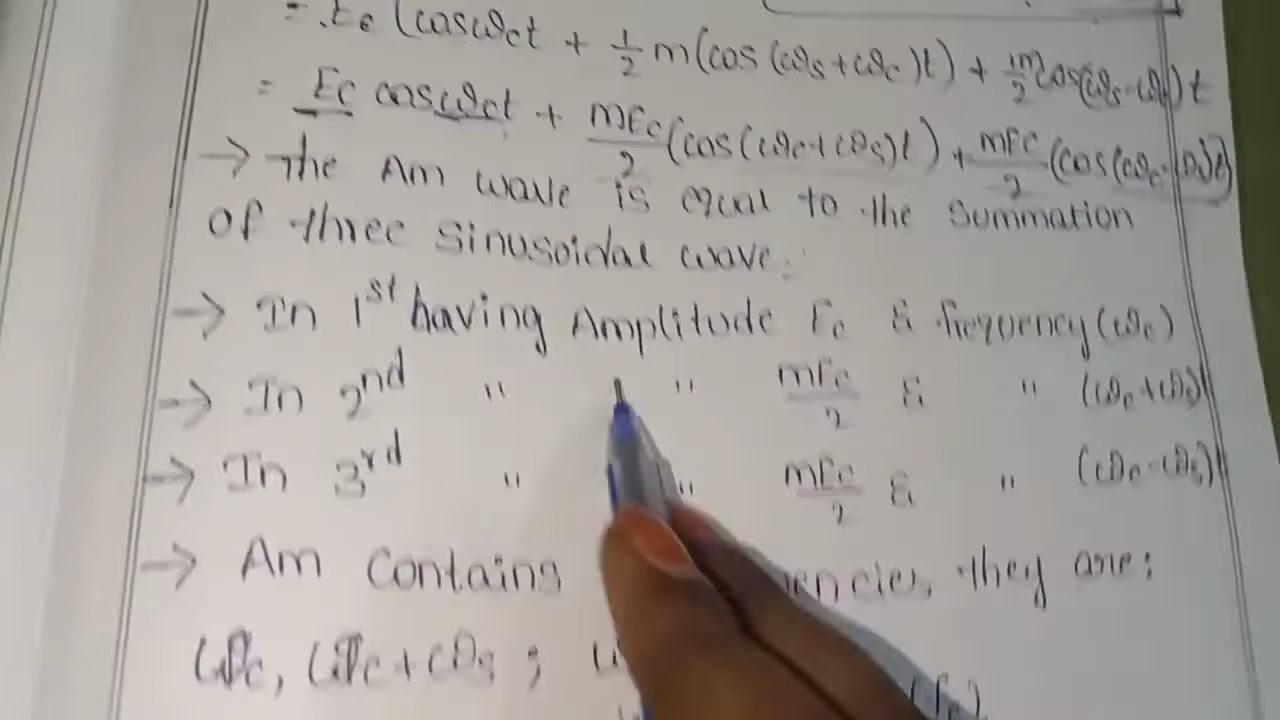 = Ec (cosωct + 1/2 m(cos(ωs+ωc)t) + m/2 cos(ωs-ωc)t
= Ec cosωct + mEc/2 (cos(ωc+ωs)t) + mEc/2 (cos(ωc-ωs)t)
→ The Am wave is equal to the summation
of three sinusoidal wave.
→ In 1st having Amplitude Ec & frequency (ωc)
→ In 2nd " " mEc/2 & " (ωc+ωs)
→ In 3rd " " mEc/2 & " (ωc-ωs)
→ Am contains they are:
ωc, ωc+ωs ;